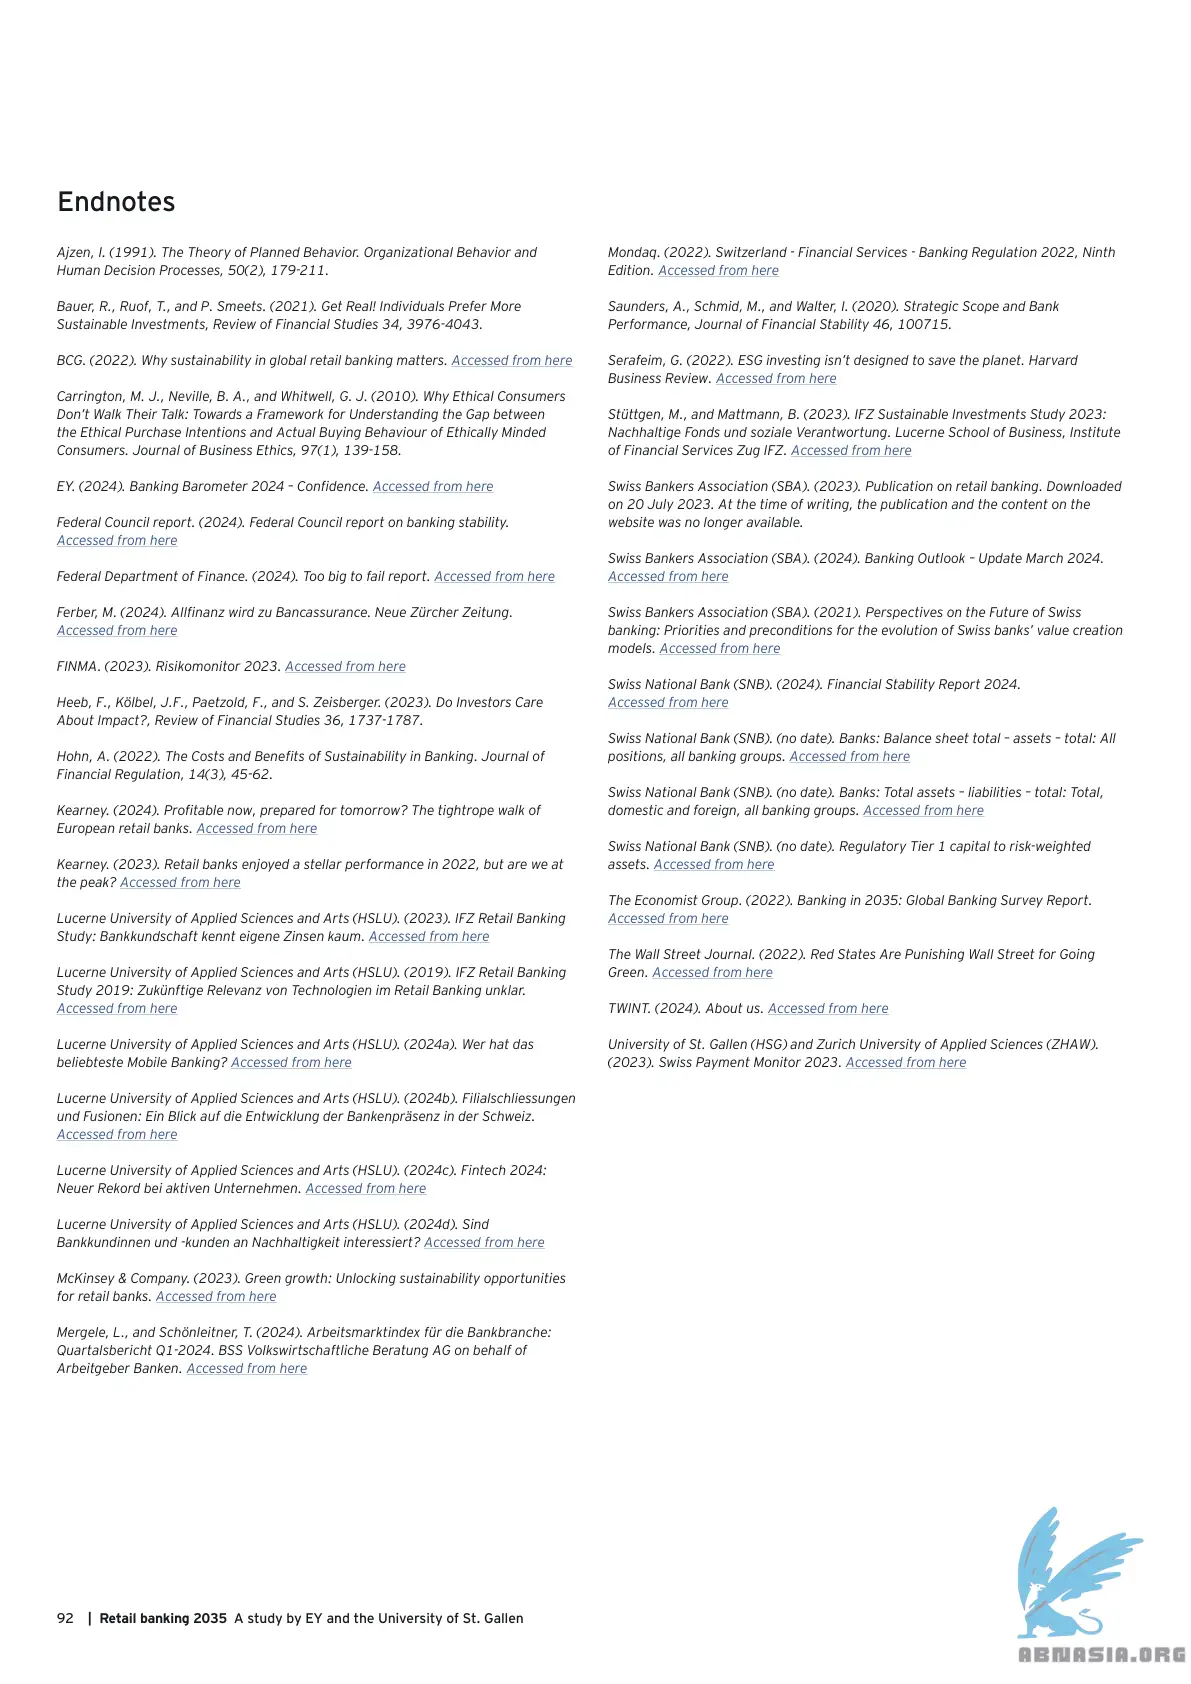 Endnotes
Ajzen, I. (1991). The Theory of Planned Behavior. Organizational Behavior and
Human Decision Processes, 50(2), 179-211.
Bauer, R., Ruof, T., and P. Smeets. (2021). Get Real! Individuals Prefer More
Sustainable Investments, Review of Financial Studies 34, 3976-4043.
BCG. (2022). Why sustainability in global retail banking matters. Accessed from here
Carrington, M. J., Neville, B. A., and Whitwell, G. J. (2010). Why Ethical Consumers
Don't Walk Their Talk: Towards a Framework for Understanding the Gap between
the Ethical Purchase Intentions and Actual Buying Behaviour of Ethically Minded
Consumers. Journal of Business Ethics, 97(1), 139-158.
EY. (2024). Banking Barometer 2024 – Confidence. Accessed from here
Federal Council report. (2024). Federal Council report on banking stability.
Accessed from here
Federal Department of Finance. (2024). Too big to fail report. Accessed from here
Ferber, M. (2024). Allfinanz wird zu Bancassurance. Neue Zürcher Zeitung.
Accessed from here
FINMA. (2023). Risikomonitor 2023. Accessed from here
Heeb, F., Kölbel, J.F., Paetzold, F., and S. Zeisberger. (2023). Do Investors Care
About Impact?, Review of Financial Studies 36, 1737-1787.
Hohn, A. (2022). The Costs and Benefits of Sustainability in Banking. Journal of
Financial Regulation, 14(3), 45-62.
Kearney. (2024). Profitable now, prepared for tomorrow? The tightrope walk of
European retail banks. Accessed from here
Kearney. (2023). Retail banks enjoyed a stellar performance in 2022, but are we at
the peak? Accessed from here
Lucerne University of Applied Sciences and Arts (HSLU). (2023). IFZ Retail Banking
Study: Bankkundschaft kennt eigene Zinsen kaum. Accessed from here
Lucerne University of Applied Sciences and Arts (HSLU). (2019). IFZ Retail Banking
Study 2019: Zukünftige Relevanz von Technologien im Retail Banking unklar.
Accessed from here
Lucerne University of Applied Sciences and Arts (HSLU). (2024a). Wer hat das
beliebteste Mobile Banking? Accessed from here
Lucerne University of Applied Sciences and Arts (HSLU). (2024b). Filialschliessungen
und Fusionen: Ein Blick auf die Entwicklung der Bankenpräsenz in der Schweiz.
Accessed from here
Lucerne University of Applied Sciences and Arts (HSLU). (2024c). Fintech 2024:
Neuer Rekord bei aktiven Unternehmen. Accessed from here
Lucerne University of Applied Sciences and Arts (HSLU). (2024d). Sind
Bankkundinnen und -kunden an Nachhaltigkeit interessiert? Accessed from here
McKinsey & Company. (2023). Green growth: Unlocking sustainability opportunities
for retail banks. Accessed from here
Mergele, L., and Schönleitner, T. (2024). Arbeitsmarktindex für die Bankbranche:
Quartalsbericht Q1-2024. BSS Volkswirtschaftliche Beratung AG on behalf of
Arbeitgeber Banken. Accessed from here
Mondaq. (2022). Switzerland - Financial Services - Banking Regulation 2022, Ninth
Edition. Accessed from here
Saunders, A., Schmid, M., and Walter, I. (2020). Strategic Scope and Bank
Performance, Journal of Financial Stability 46, 100715.
Serafeim, G. (2022). ESG investing isn't designed to save the planet. Harvard
Business Review. Accessed from here
Stüttgen, M., and Mattmann, B. (2023). IFZ Sustainable Investments Study 2023:
Nachhaltige Fonds und soziale Verantwortung. Lucerne School of Business, Institute
of Financial Services Zug IFZ. Accessed from here
Swiss Bankers Association (SBA). (2023). Publication on retail banking. Downloaded
on 20 July 2023. At the time of writing, the publication and the content on the
website was no longer available.
Swiss Bankers Association (SBA). (2024). Banking Outlook – Update March 2024.
Accessed from here
Swiss Bankers Association (SBA). (2021). Perspectives on the Future of Swiss
banking: Priorities and preconditions for the evolution of Swiss banks' value creation
models. Accessed from here
Swiss National Bank (SNB). (2024). Financial Stability Report 2024.
Accessed from here
Swiss National Bank (SNB). (no date). Banks: Balance sheet total – assets – total: All
positions, all banking groups. Accessed from here
Swiss National Bank (SNB). (no date). Banks: Total assets – liabilities – total: Total,
domestic and foreign, all banking groups. Accessed from here
Swiss National Bank (SNB). (no date). Regulatory Tier 1 capital to risk-weighted
assets. Accessed from here
The Economist Group. (2022). Banking in 2035: Global Banking Survey Report.
Accessed from here
The Wall Street Journal. (2022). Red States Are Punishing Wall Street for Going
Green. Accessed from here
TWINT. (2024). About us. Accessed from here
University of St. Gallen (HSG) and Zurich University of Applied Sciences (ZHAW).
(2023). Swiss Payment Monitor 2023. Accessed from here
92 | Retail banking 2035 A study by EY and the University of St. Gallen
ABNASIA.ORG